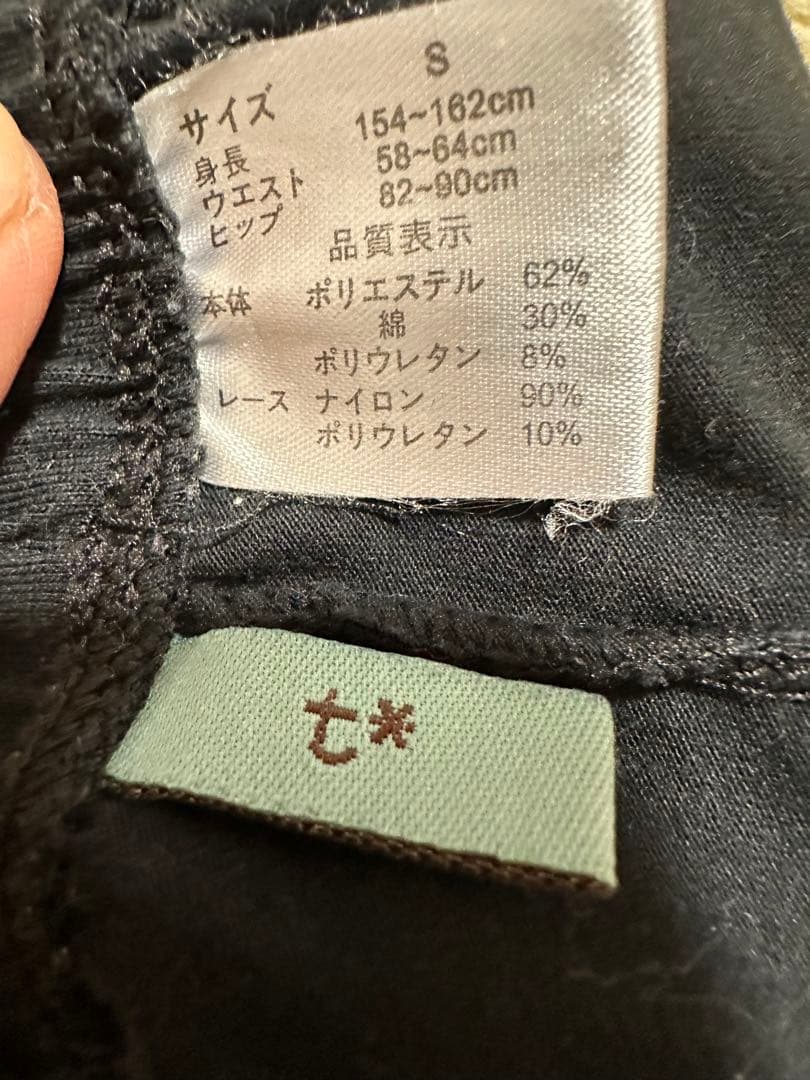 サイズ S
身長 154~162cm
ウエスト 58~64cm
ヒップ 82~90cm
品質表示
本体 ポリエステル 62%
綿 30%
ポリウレタン 8%
レース ナイロン 90%
ポリウレタン 10%
t*